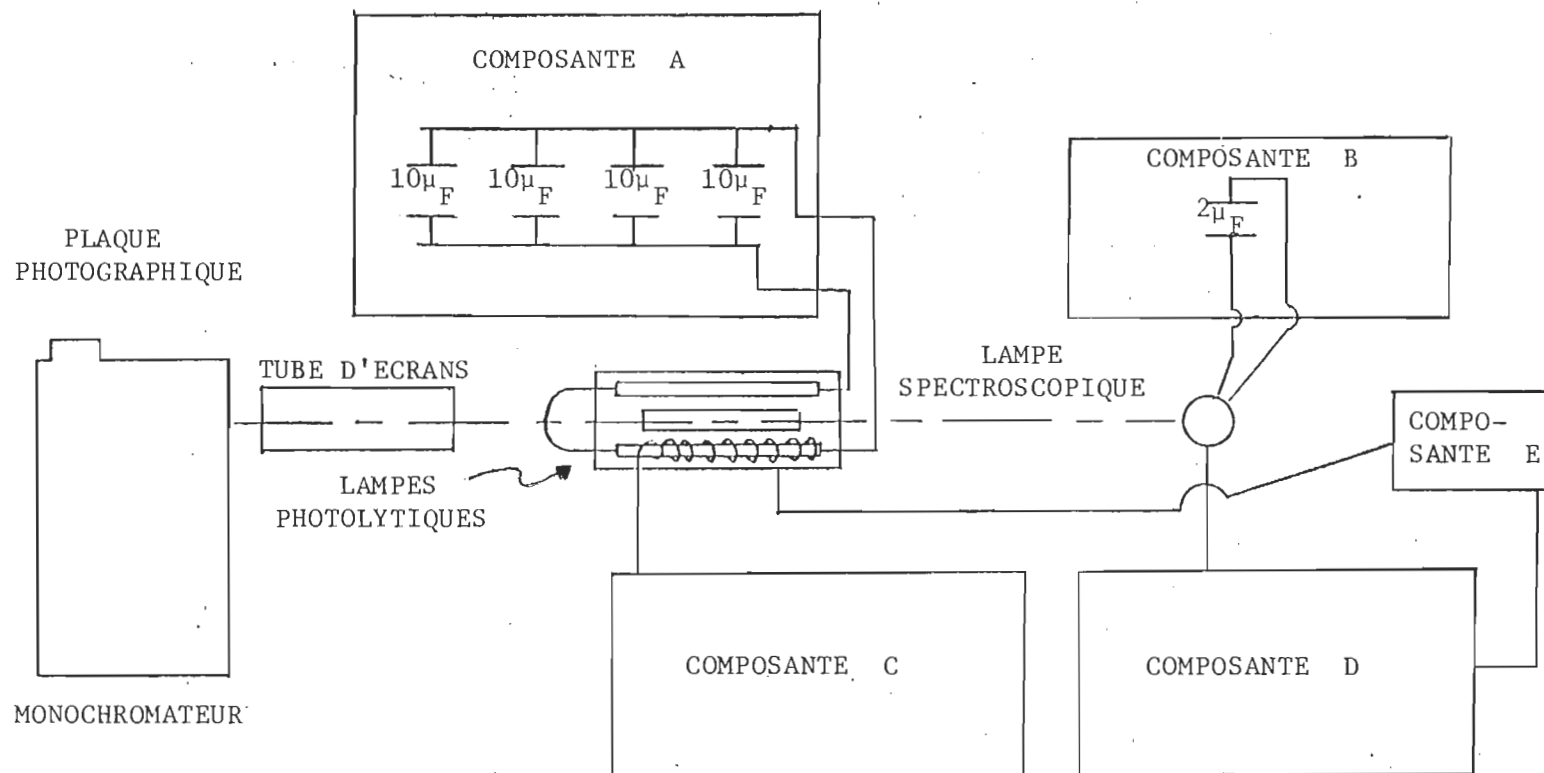 COMPOSANTE A
10μF 10μF 10μF 10μF
COMPOSANTE B
2μF
PLAQUE
PHOTOGRAPHIQUE
TUBE D'ECRANS
LAMPE
SPECTROSCOPIQUE
COMPO-
SANTE E
LAMPES
PHOTOLYTIQUES
COMPOSANTE C
COMPOSANTE D
MONOCHROMATEUR